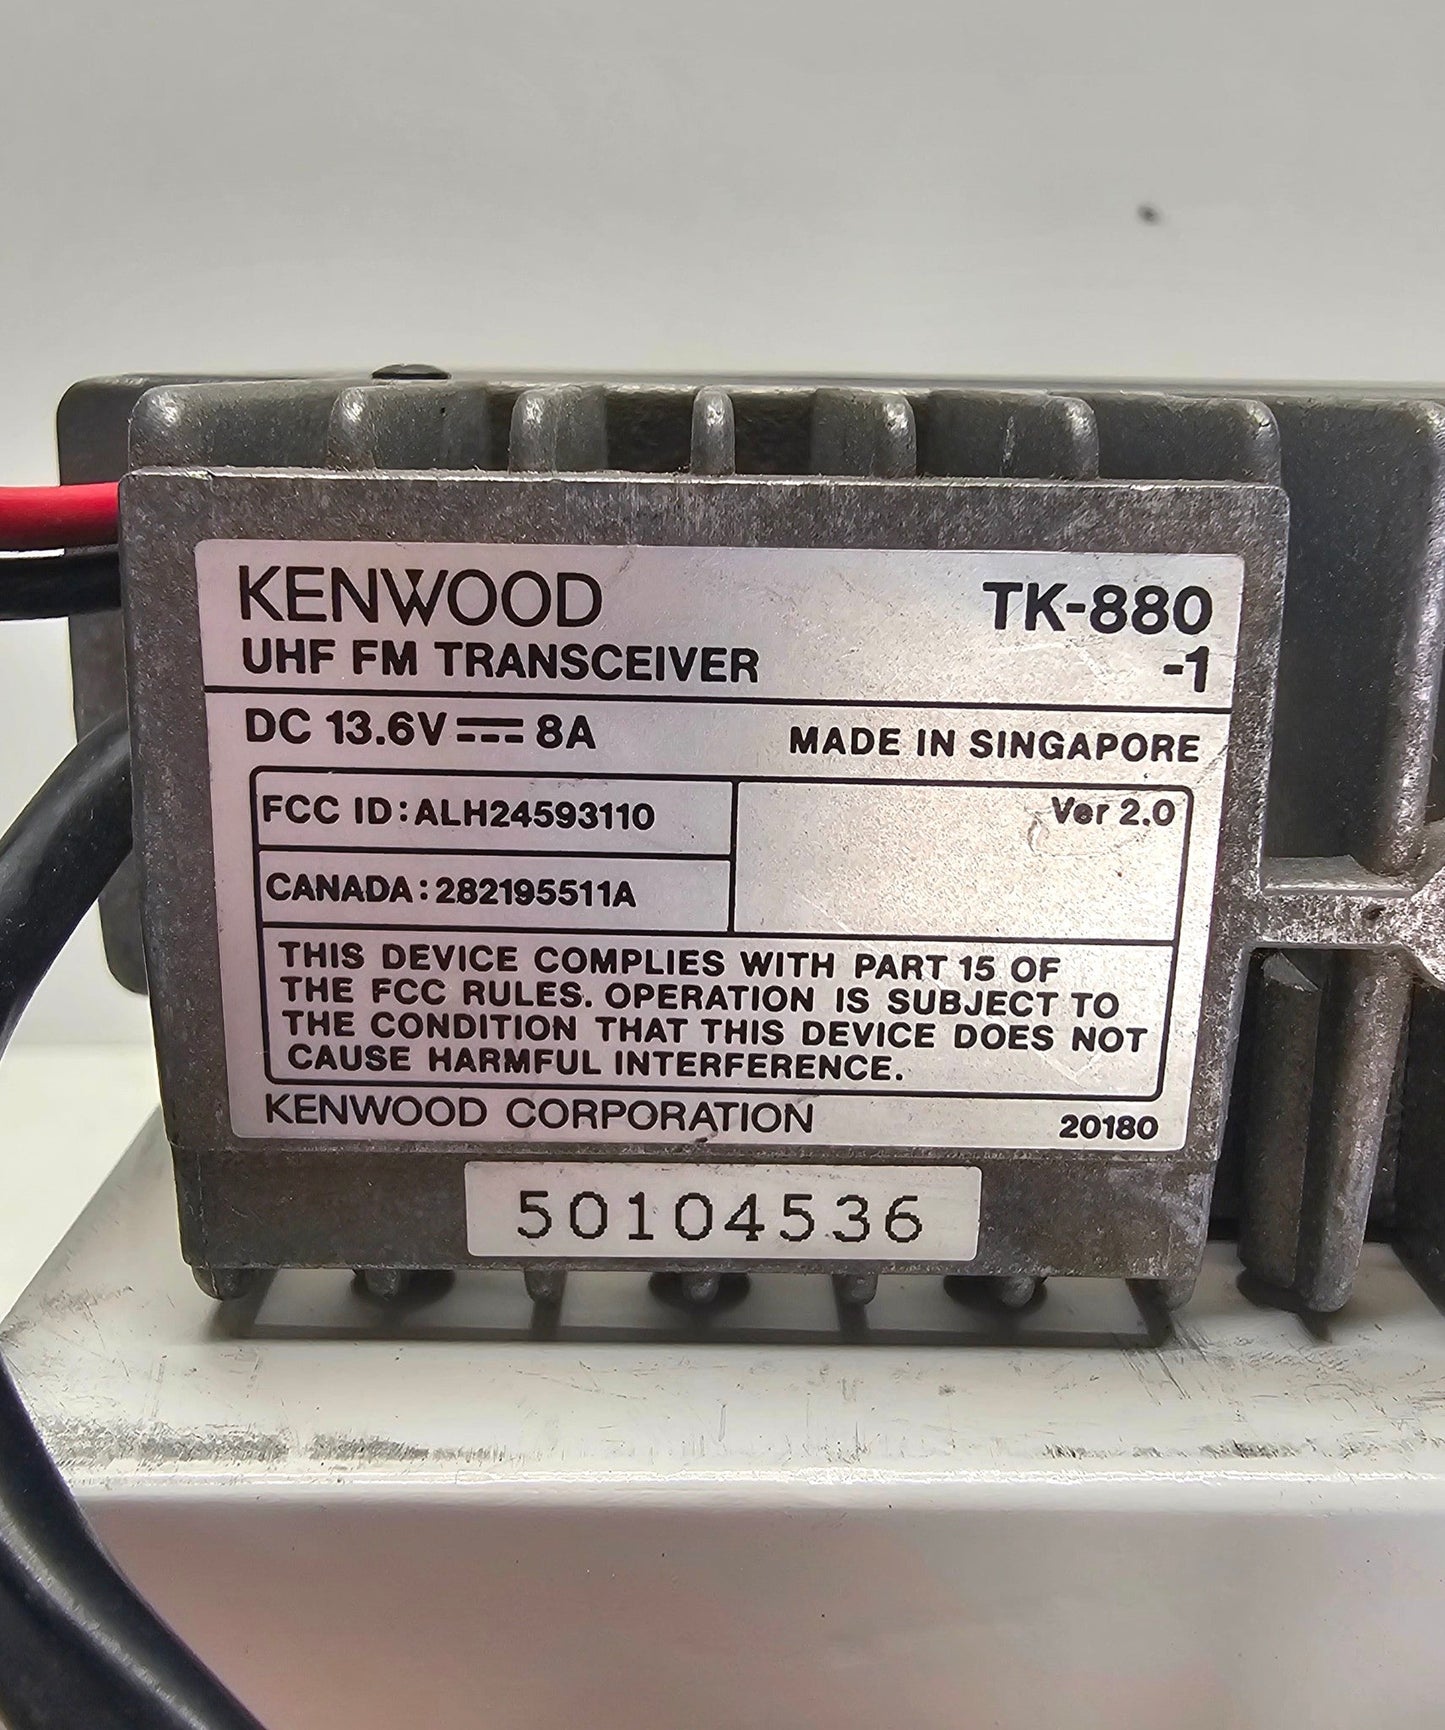 KENWOOD TK-880
UHF FM TRANSCEIVER -1
DC 13.6V 8A MADE IN SINGAPORE
FCC ID:ALH24593110 Ver 2.0
CANADA:282195511A
THIS DEVICE COMPLIES WITH PART 15 OF
THE FCC RULES. OPERATION IS SUBJECT TO
THE CONDITION THAT THIS DEVICE DOES NOT
CAUSE HARMFUL INTERFERENCE.
KENWOOD CORPORATION 20180
50104536